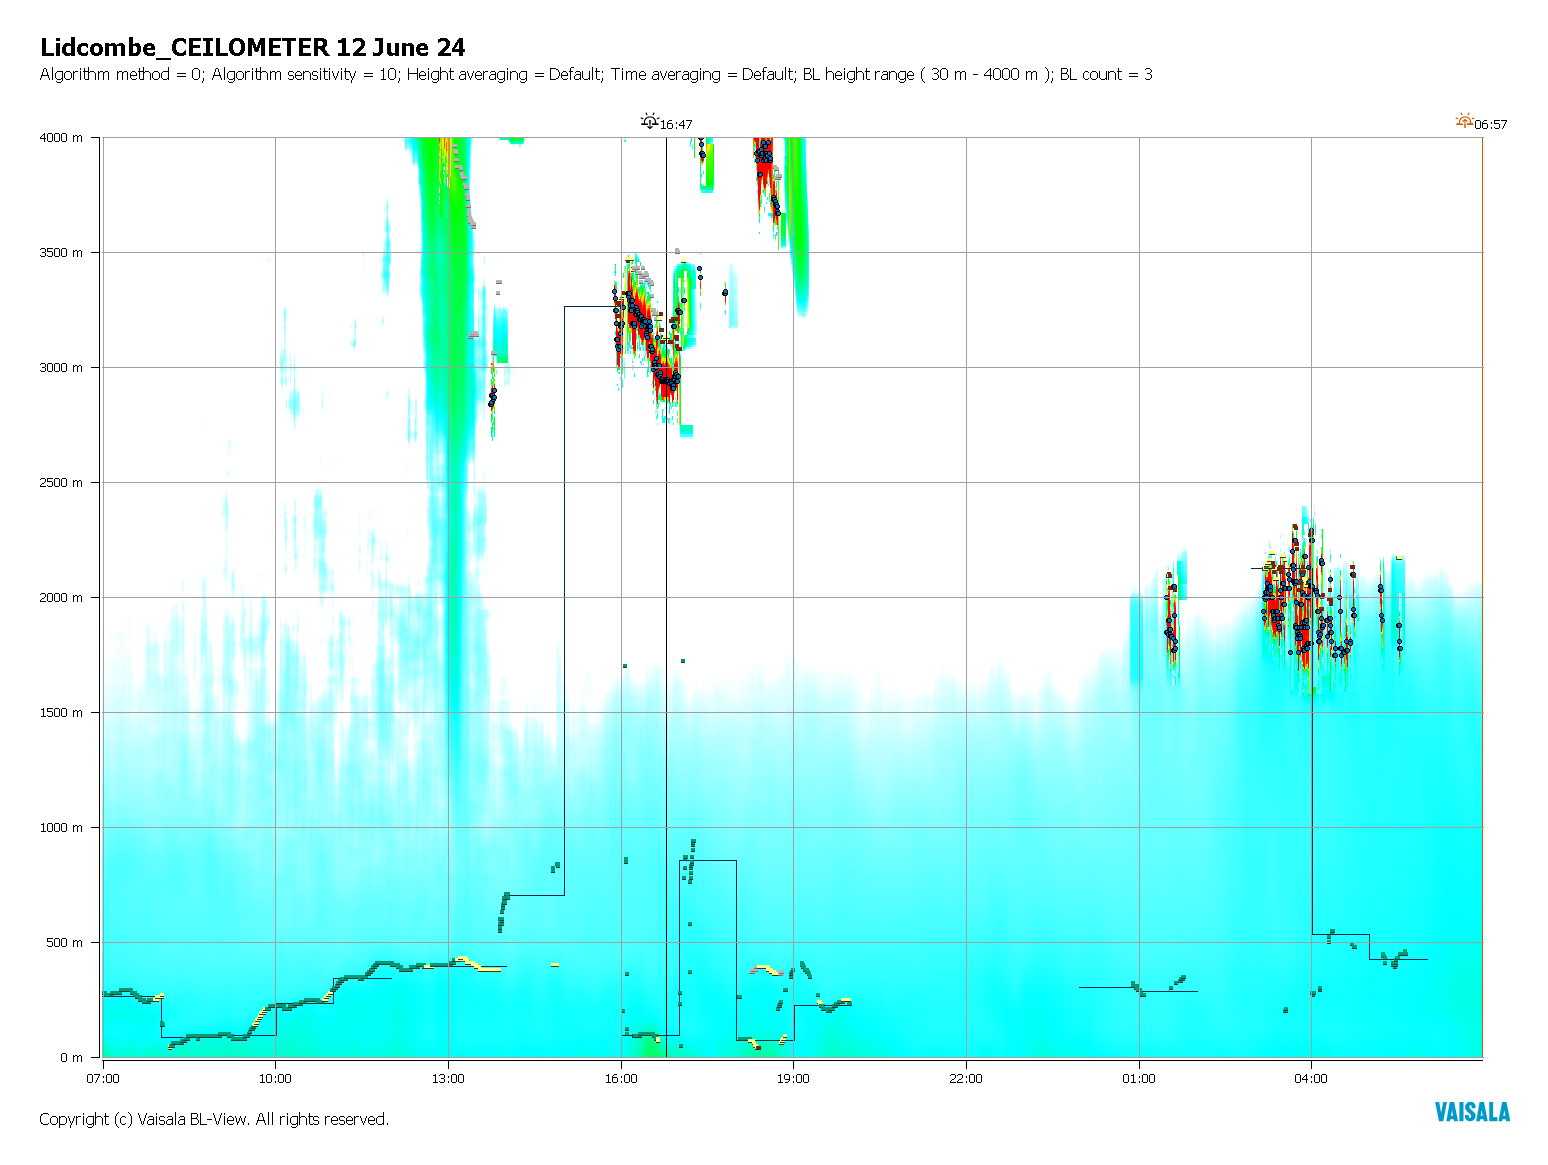 Lidcombe_CEILOMETER 12 June 24
Algorithm method = 0; Algorithm sensitivity = 10; Height averaging = Default; Time averaging = Default; BL height range ( 30 m - 4000 m ); BL count = 3
16:47
06:57
4000 m
3500 m
3000 m
2500 m
2000 m
1500 m
1000 m
500 m
0 m
07:00
10:00
13:00
16:00
19:00
22:00
01:00
04:00
Copyright (c) Vaisala BL-View. All rights reserved.
VAISALA